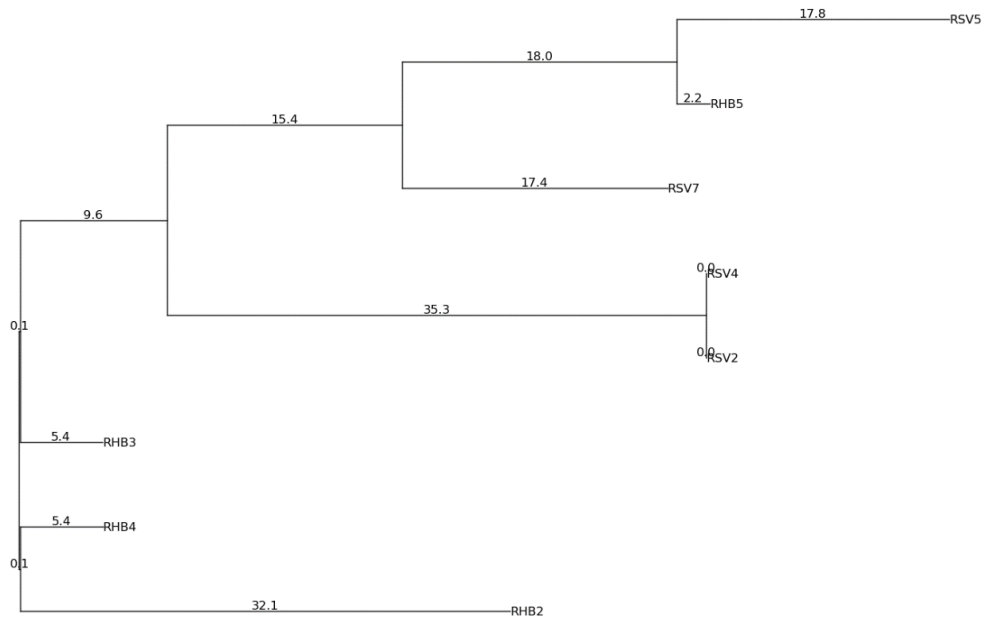 17.8
RSV5
18.0
2.2
RHB5
15.4
17.4
RSV7
9.6
0.0
RSV4
35.3
0.0
RSV2
0.1
5.4
RHB3
5.4
RHB4
0.1
32.1
RHB2